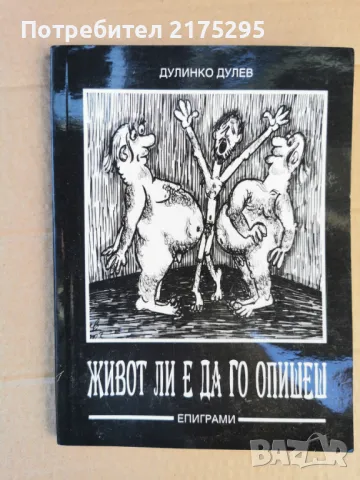 Потребител 2175295
ДУЛИНКО ДУЛЕВ
ЖИВОТ ЛИ Е ДА ГО ОПИШЕШ
ЕПИГРАМИ
BAZAR